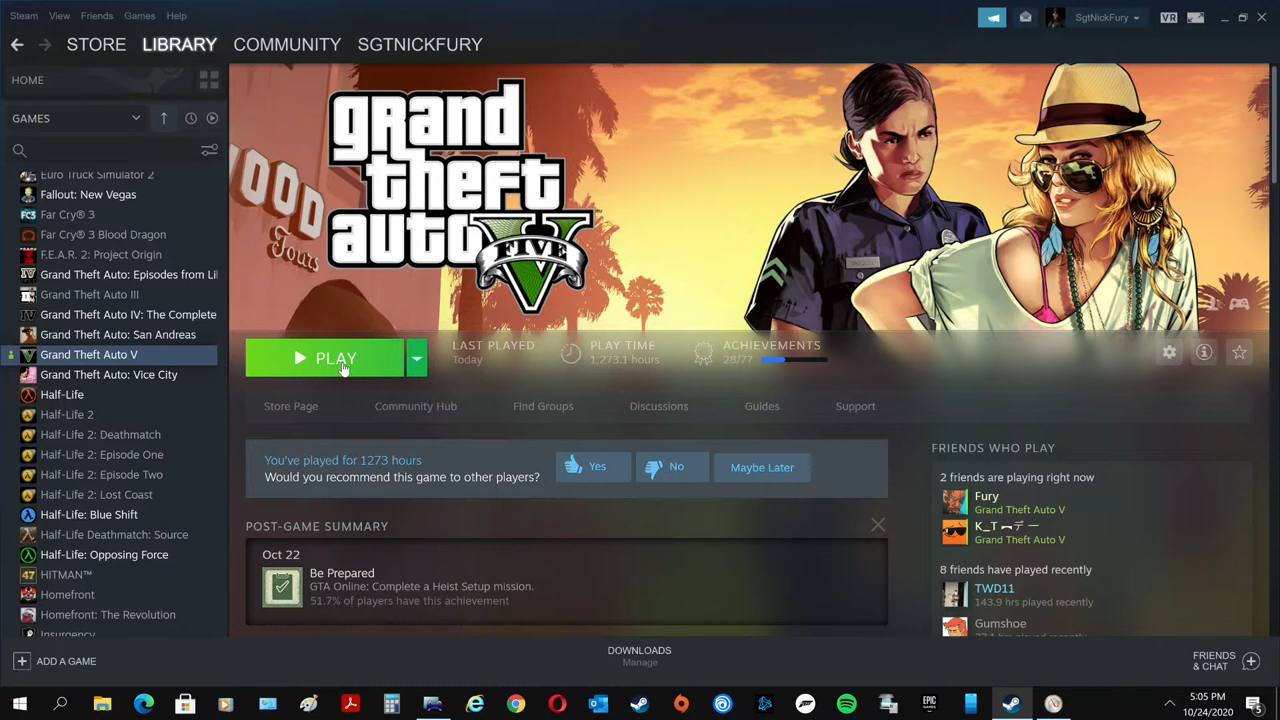 Steam View Friends Games Help
SgtNickFury
VR
STORE LIBRARY COMMUNITY SGTNICKFURY
HOME
GAMES
Euro Truck Simulator 2
Fallout: New Vegas
Far Cry® 3
Far Cry® 3 Blood Dragon
F.E.A.R. 2: Project Origin
Grand Theft Auto: Episodes from Li
Grand Theft Auto III
Grand Theft Auto IV: The Complete
Grand Theft Auto: San Andreas
Grand Theft Auto V
Grand Theft Auto: Vice City
Half-Life
Half-Life 2
Half-Life 2: Deathmatch
Half-Life 2: Episode One
Half-Life 2: Episode Two
Half-Life 2: Lost Coast
Half-Life: Blue Shift
Half-Life Deathmatch: Source
Half-Life: Opposing Force
HITMAN™
Homefront
Homefront: The Revolution
Insurgency
grand
theft
auto V
FIVE
OOD
Tours
PLAY
LAST PLAYED
Today
PLAY TIME
1,273.1 hours
ACHIEVEMENTS
28/77
Store Page Community Hub Find Groups Discussions Guides Support
You've played for 1273 hours
Would you recommend this game to other players?
Yes No Maybe Later
POST-GAME SUMMARY
Oct 22
Be Prepared
GTA Online: Complete a Heist Setup mission.
51.7% of players have this achievement
FRIENDS WHO PLAY
2 friends are playing right now
Fury
Grand Theft Auto V
Grand Theft Auto V
8 friends have played recently
TWD11
143.9 hrs played recently
Gumshoe
ADD A GAME
DOWNLOADS
Manage
FRIENDS
& CHAT
5:05 PM
10/24/2020